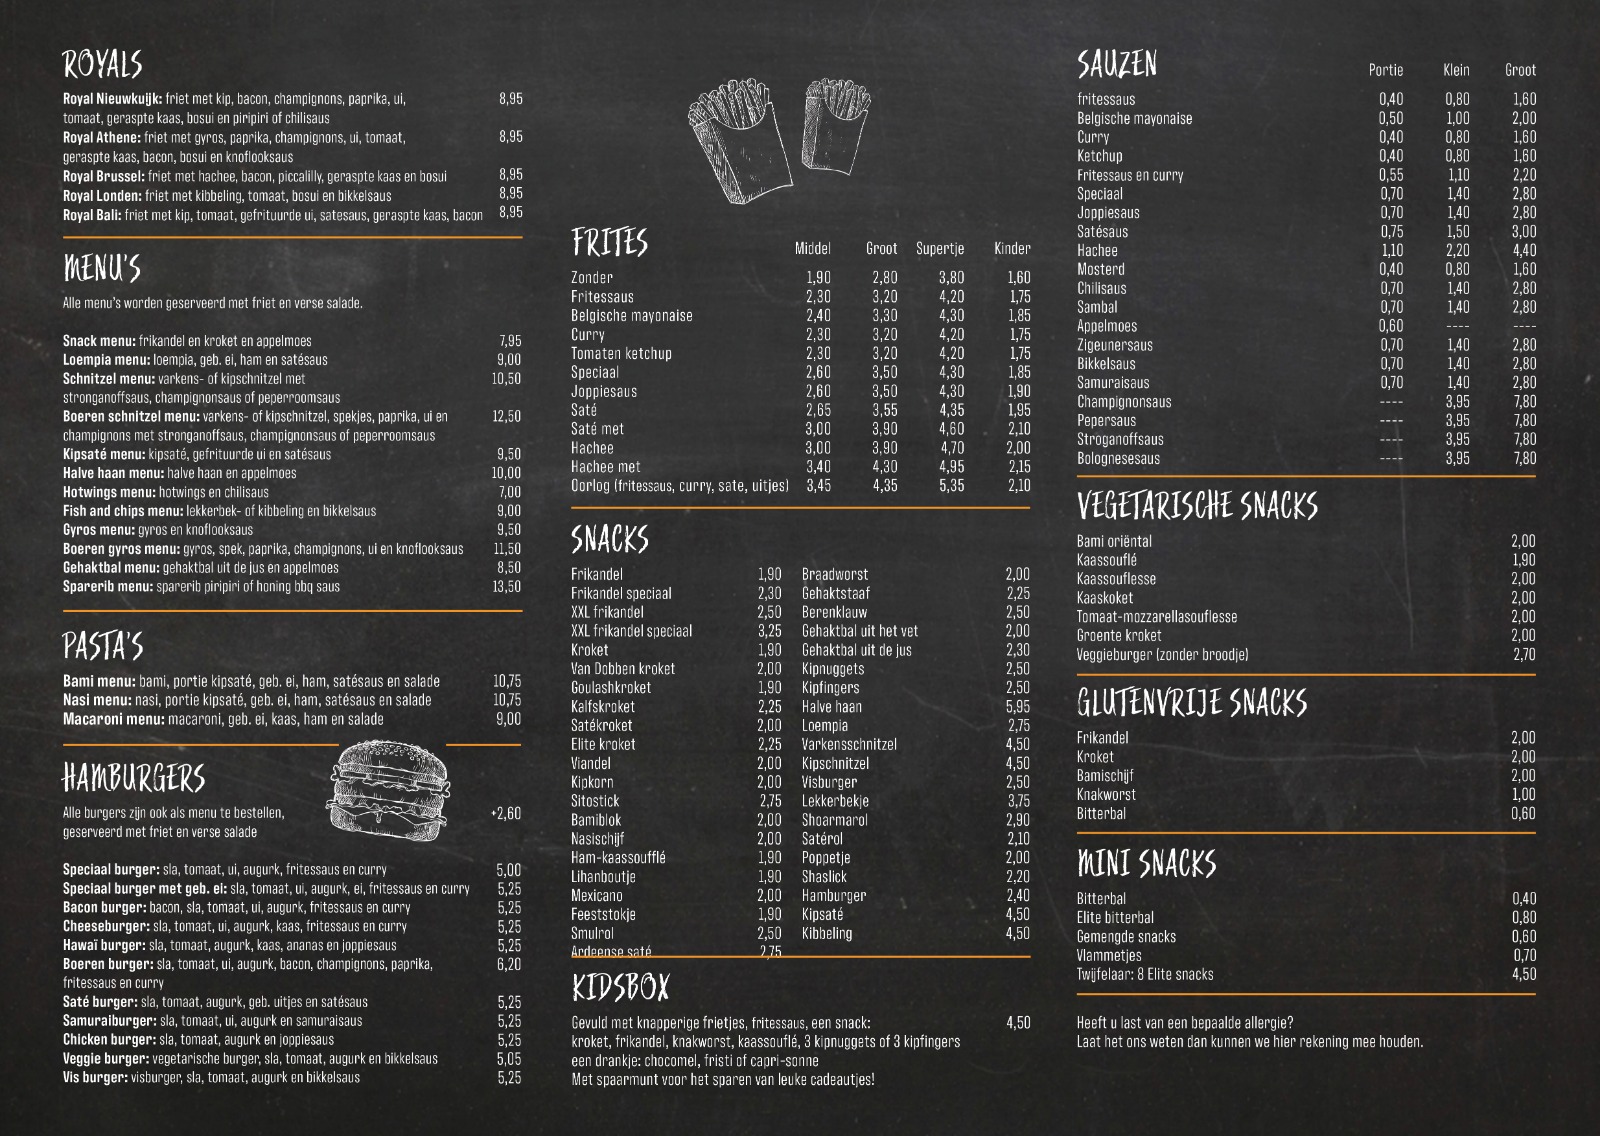 ROYALS
Royal Nieuwkuijk: friet met kip, bacon, champignons, paprika, ui, 8,95
tomaat, geraspte kaas, bosui en piripiri of chilisaus
Royal Athene: friet met gyros, paprika, champignons, ui, tomaat, 8,95
geraspte kaas, bacon, bosui en knoflooksaus
Royal Brussel: friet met hachee, bacon, piccalilly, geraspte kaas en bosui 8,95
Royal Londen: friet met kibbeling, tomaat, bosui en bikkelsaus 8,95
Royal Bali: friet met kip, tomaat, gefrituurde ui, satesaus, geraspte kaas, bacon 8,95
MENU'S
Alle menu's worden geserveerd met friet en verse salade.
Snack menu: frikandel en kroket en appelmoes 7,95
Loempia menu: loempia, geb. ei, ham en satésaus 9,00
Schnitzel menu: varkens- of kipschnitzel met 10,50
stronganoffsaus, champignonsaus of peperroomsaus
Boeren schnitzel menu: varkens- of kipschnitzel, spekjes, paprika, ui en 12,50
champignons met stronganoffsaus, champignonsaus of peperroomsaus
Kipsaté menu: kipsaté, gefrituurde ui en satésaus 9,50
Halve haan menu: halve haan en appelmoes 10,00
Hotwings menu: hotwings en chilisaus 7,00
Fish and chips menu: lekkerbek- of kibbeling en bikkelsaus 9,00
Gyros menu: gyros en knoflooksaus 9,50
Boeren gyros menu: gyros, spek, paprika, champignons, ui en knoflooksaus 11,50
Gehaktbal menu: gehaktbal uit de jus en appelmoes 8,50
Sparerib menu: sparerib piripiri of honing bbq saus 13,50
PASTA'S
Bami menu: bami, portie kipsaté, geb. ei, ham, satésaus en salade 10,75
Nasi menu: nasi, portie kipsaté, geb. ei, ham, satésaus en salade 10,75
Macaroni menu: macaroni, geb. ei, kaas, ham en salade 9,00
HAMBURGERS
Alle burgers zijn ook als menu te bestellen, +2,60
geserveerd met friet en verse salade
Speciaal burger: sla, tomaat, ui, augurk, fritessaus en curry 5,00
Speciaal burger met geb. ei: sla, tomaat, ui, augurk, ei, fritessaus en curry 5,25
Bacon burger: bacon, sla, tomaat, ui, augurk, fritessaus en curry 5,25
Cheeseburger: sla, tomaat, ui, augurk, kaas, fritessaus en curry 5,25
Hawaï burger: sla, tomaat, augurk, kaas, ananas en joppiesaus 5,25
Boeren burger: sla, tomaat, ui, augurk, bacon, champignons, paprika, 6,20
fritessaus en curry
Saté burger: sla, tomaat, augurk, geb. uitjes en satésaus 5,25
Samuraiburger: sla, tomaat, ui, augurk en samuraisaus 5,25
Chicken burger: sla, tomaat, augurk en joppiesaus 5,25
Veggie burger: vegetarische burger, sla, tomaat, augurk en bikkelsaus 5,05
Vis burger: visburger, sla, tomaat, augurk en bikkelsaus 5,25
FRITES Middel Groot Supertje Kinder
Zonder 1,90 2,80 3,80 1,60
Fritessaus 2,30 3,20 4,20 1,75
Belgische mayonaise 2,40 3,30 4,30 1,85
Curry 2,30 3,20 4,20 1,75
Tomaten ketchup 2,30 3,20 4,20 1,75
Speciaal 2,60 3,50 4,30 1,85
Joppiesaus 2,60 3,50 4,30 1,90
Saté 2,65 3,55 4,35 1,95
Saté met 3,00 3,90 4,60 2,10
Hachee 3,00 3,90 4,70 2,00
Hachee met 3,40 4,30 4,95 2,15
Oorlog (fritessaus, curry, sate, uitjes) 3,45 4,35 5,35 2,10
SNACKS
Frikandel 1,90 Braadworst 2,00
Frikandel speciaal 2,30 Gehaktstaaf 2,25
XXL frikandel 2,50 Berenklauw 2,50
XXL frikandel speciaal 3,25 Gehaktbal uit het vet 2,00
Kroket 1,90 Gehaktbal uit de jus 2,30
Van Dobben kroket 2,00 Kipnuggets 2,50
Goulashkroket 1,90 Kipfingers 2,50
Kalfskroket 2,25 Halve haan 5,95
Satékroket 2,00 Loempia 2,75
Elite kroket 2,25 Varkensschnitzel 4,50
Viandel 2,00 Kipschnitzel 4,50
Kipkorn 2,00 Visburger 2,50
Sitostick 2,75 Lekkerbekje 3,75
Bamiblok 2,00 Shoarmarol 2,90
Nasischijf 2,00 Satérol 2,10
Ham-kaassoufflé 1,90 Poppetje 2,00
Lihanboutje 1,90 Shaslick 2,20
Mexicano 2,00 Hamburger 2,40
Feeststokje 1,90 Kipsaté 4,50
Smulrol 2,50 Kibbeling 4,50
Ardeense saté 2,75
KIDSBOX
Gevuld met knapperige frietjes, fritessaus, een snack: 4,50
kroket, frikandel, knakworst, kaassouflé, 3 kipnuggets of 3 kipfingers
een drankje: chocomel, fristi of capri-sonne
Met spaarmunt voor het sparen van leuke cadeautjes!
SAUZEN Portie Klein Groot
fritessaus 0,40 0,80 1,60
Belgische mayonaise 0,50 1,00 2,00
Curry 0,40 0,80 1,60
Ketchup 0,40 0,80 1,60
Fritessaus en curry 0,55 1,10 2,20
Speciaal 0,70 1,40 2,80
Joppiesaus 0,70 1,40 2,80
Satésaus 0,75 1,50 3,00
Hachee 1,10 2,20 4,40
Mosterd 0,40 0,80 1,60
Chilisaus 0,70 1,40 2,80
Sambal 0,70 1,40 2,80
Appelmoes 0,60 ---- ----
Zigeunersaus 0,70 1,40 2,80
Bikkelsaus 0,70 1,40 2,80
Samuraisaus 0,70 1,40 2,80
Champignonsaus ---- 3,95 7,80
Pepersaus ---- 3,95 7,80
Stroganoffsaus ---- 3,95 7,80
Bolognesesaus ---- 3,95 7,80
VEGETARISCHE SNACKS
Bami oriëntal 2,00
Kaassouflé 1,90
Kaassouflesse 2,00
Kaaskoket 2,00
Tomaat-mozzarellasouflesse 2,00
Groente kroket 2,00
Veggieburger (zonder broodje) 2,70
GLUTENVRIJE SNACKS
Frikandel 2,00
Kroket 2,00
Bamischijf 2,00
Knakworst 1,00
Bitterbal 0,60
MINI SNACKS
Bitterbal 0,40
Elite bitterbal 0,80
Gemengde snacks 0,60
Vlammetjes 0,70
Twijfelaar: 8 Elite snacks 4,50
Heeft u last van een bepaalde allergie?
Laat het ons weten dan kunnen we hier rekening mee houden.